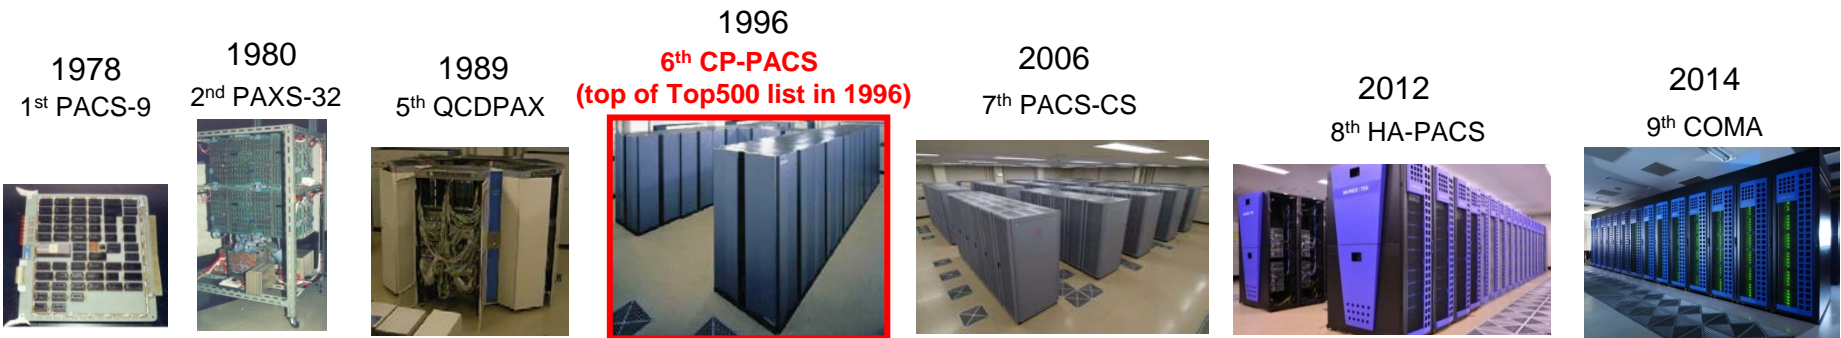 1978
1st PACS-9
1980
2nd PAXS-32
1989
5th QCDPAX
1996
6th CP-PACS
(top of Top500 list in 1996)
2006
7th PACS-CS
2012
8th HA-PACS
2014
9th COMA